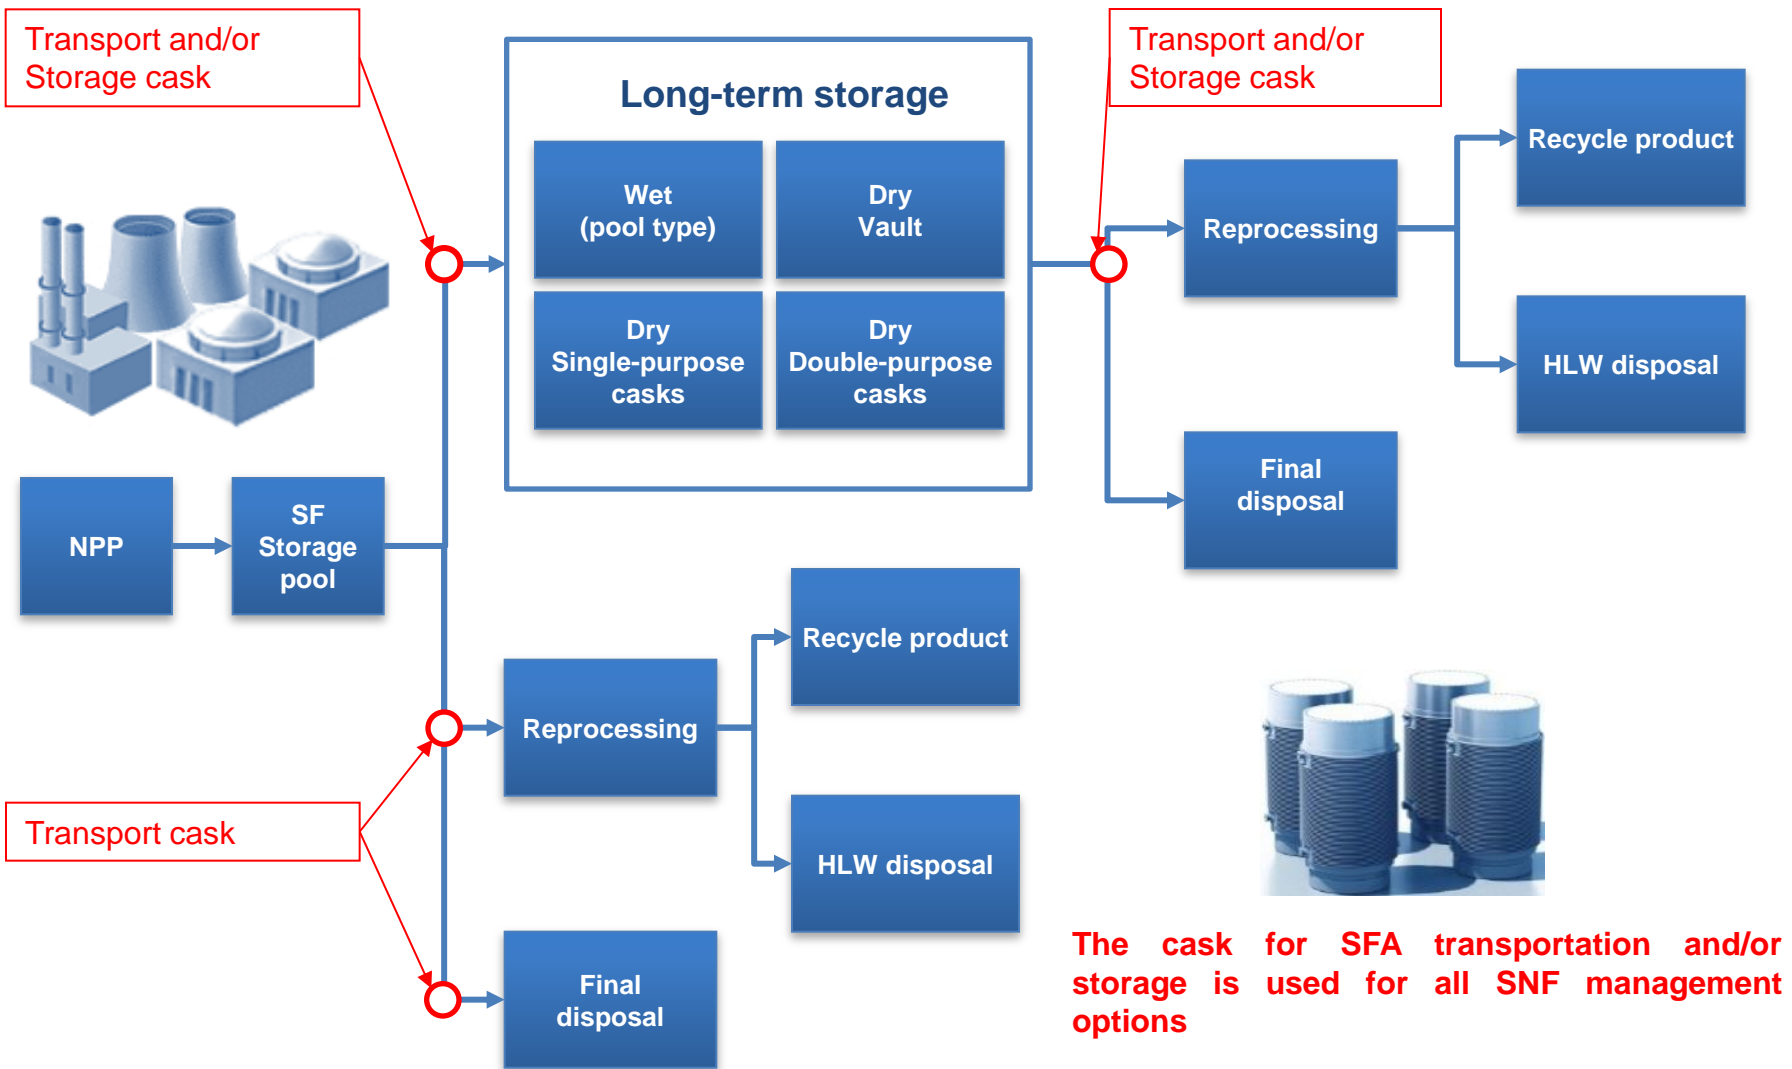 Transport and/or
Storage cask
Long-term storage
Transport and/or
Storage cask
Wet
(pool type)
Dry
Vault
Dry
Single-purpose
casks
Dry
Double-purpose
casks
Reprocessing
Recycle product
HLW disposal
Final
disposal
NPP
SF
Storage
pool
Reprocessing
Recycle product
HLW disposal
Transport cask
Final
disposal
The cask for SFA transportation and/or
storage is used for all SNF management
options